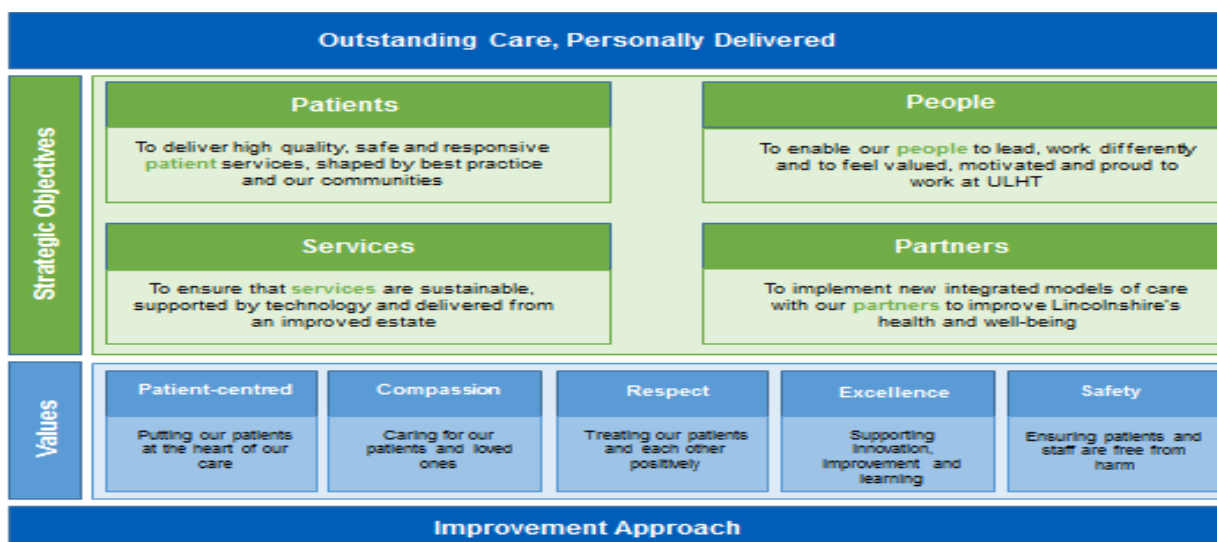 Outstanding Care, Personally Delivered
Strategic Objectives
Patients
To deliver high quality, safe and responsive
patient services, shaped by best practice
and our communities
People
To enable our people to lead, work differently
and to feel valued, motivated and proud to
work at ULHT
Services
To ensure that services are sustainable,
supported by technology and delivered from
an improved estate
Partners
To implement new integrated models of care
with our partners to improve Lincolnshire's
health and well-being
Values
Patient-centred
Putting our patients
at the heart of our
care
Compassion
Caring for our
patients and loved
ones
Respect
Treating our patients
and each other
positively
Excellence
Supporting
innovation,
improvement and
learning
Safety
Ensuring patients and
staff are free from
harm
Improvement Approach